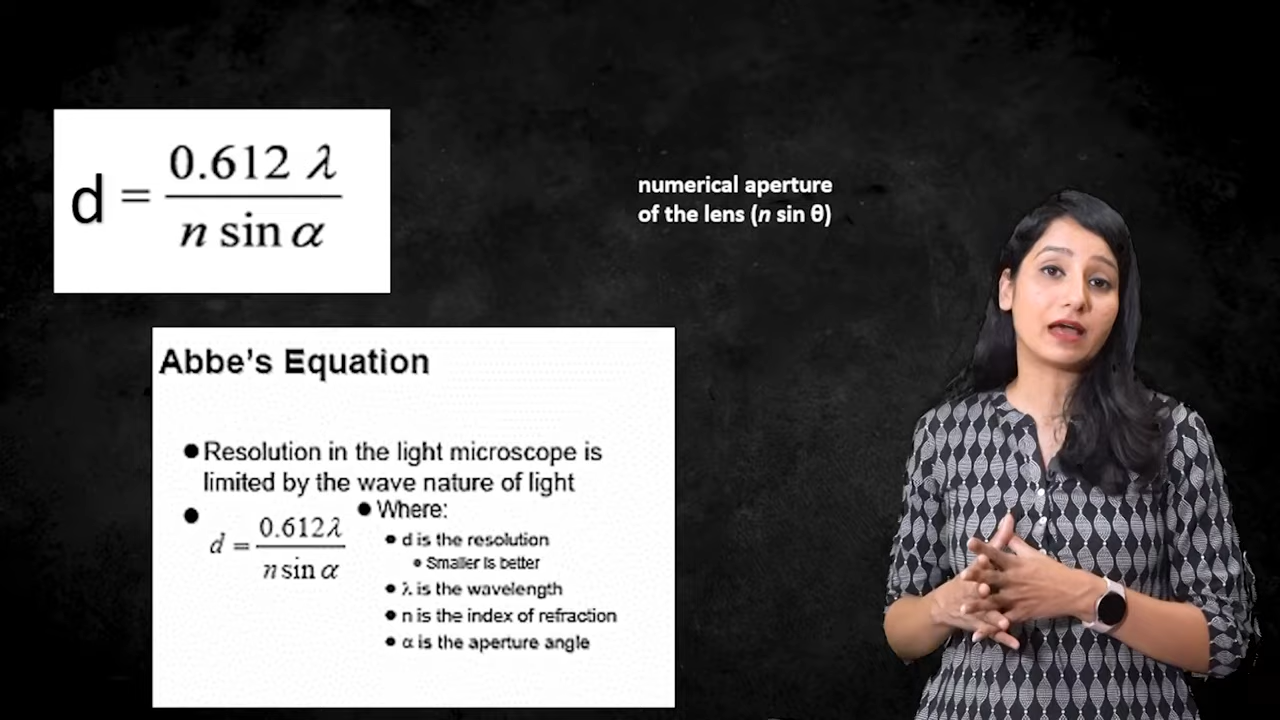 d = 0.612 λ / n sin α
numerical aperture
of the lens (n sin θ)
Abbe's Equation
● Resolution in the light microscope is
limited by the wave nature of light
● d = 0.612λ / n sin α
● Where:
● d is the resolution
● Smaller is better
● λ is the wavelength
● n is the index of refraction
● α is the aperture angle